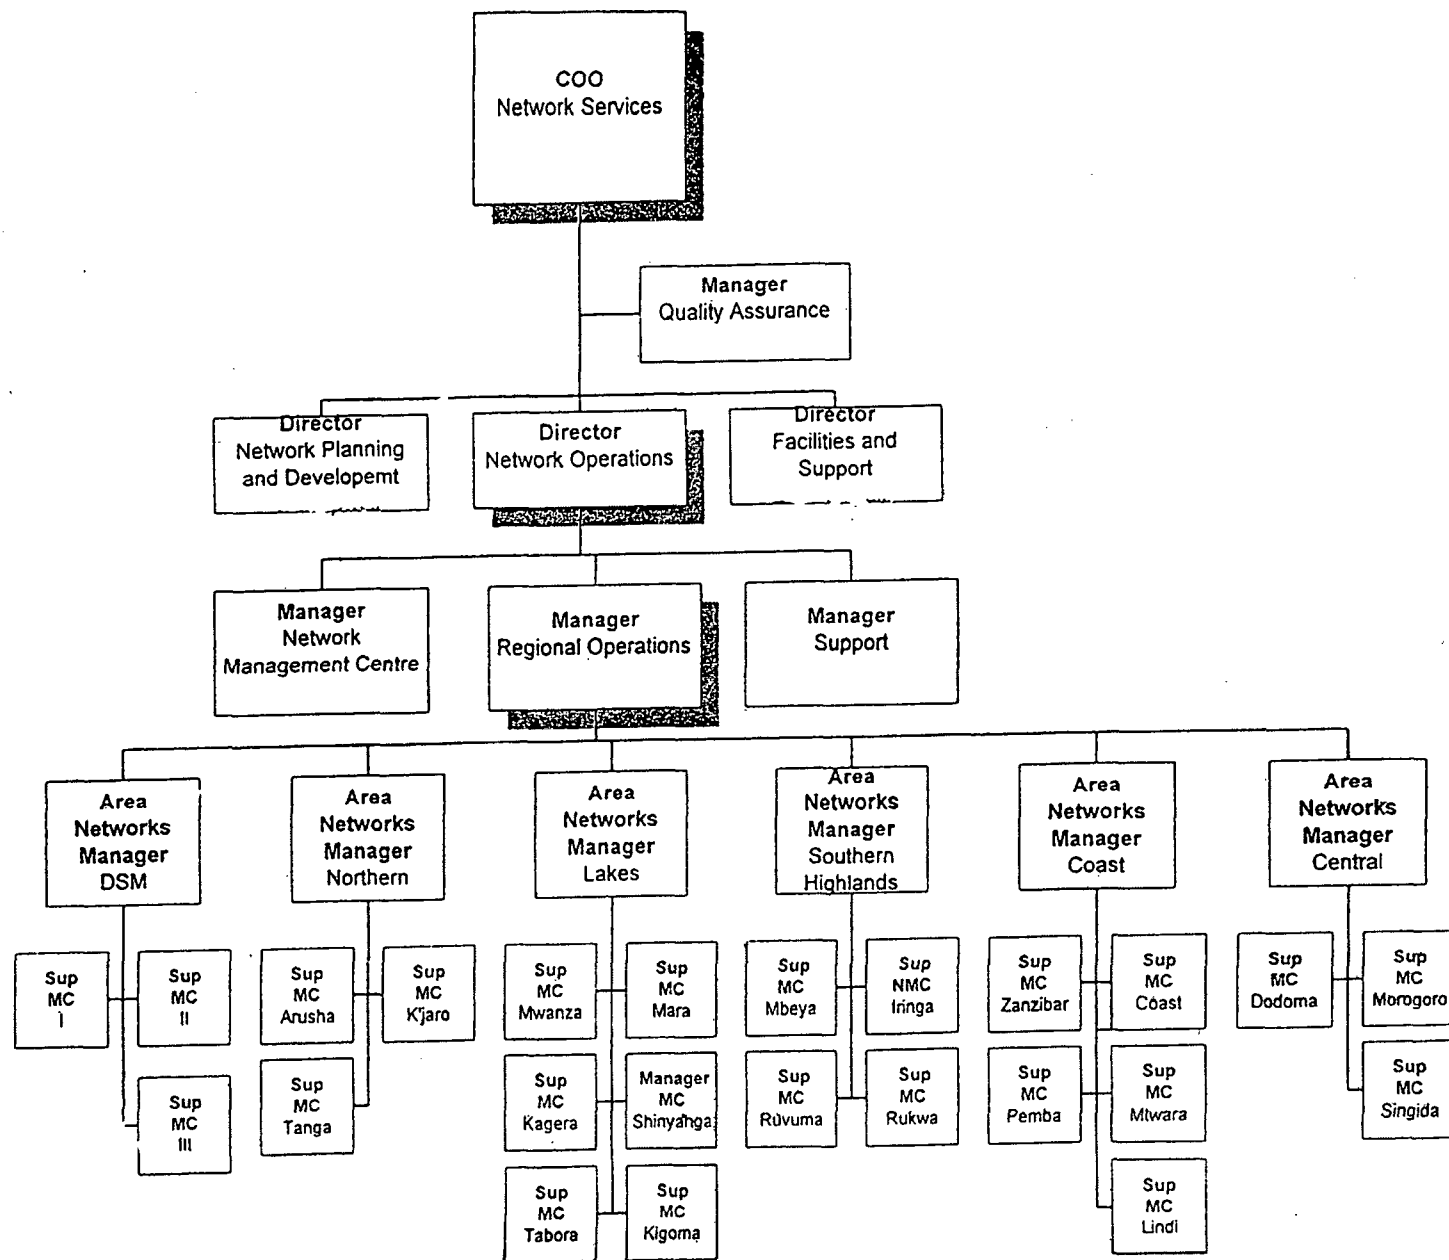 COO
Network Services
Manager
Quality Assurance
Director
Network Planning
and Developemt
Director
Network Operations
Director
Facilities and
Support
Manager
Network
Management Centre
Manager
Regional Operations
Manager
Support
Area
Networks
Manager
DSM
Area
Networks
Manager
Northern
Area
Networks
Manager
Lakes
Area
Networks
Manager
Southern
Highlands
Area
Networks
Manager
Coast
Area
Networks
Manager
Central
Sup
MC
I
Sup
MC
II
Sup
MC
III
Sup
MC
Arusha
Sup
MC
K'jaro
Sup
MC
Tanga
Sup
MC
Mwanza
Sup
MC
Mara
Sup
MC
Kagera
Manager
MC
Shinyanga
Sup
MC
Tabora
Sup
MC
Kigoma
Sup
MC
Mbeya
Sup
NMC
Iringa
Sup
MC
Ruvuma
Sup
MC
Rukwa
Sup
MC
Zanzibar
Sup
MC
Coast
Sup
MC
Pemba
Sup
MC
Mtwara
Sup
MC
Lindi
Sup
MC
Dodoma
Sup
MC
Morogoro
Sup
MC
Singida